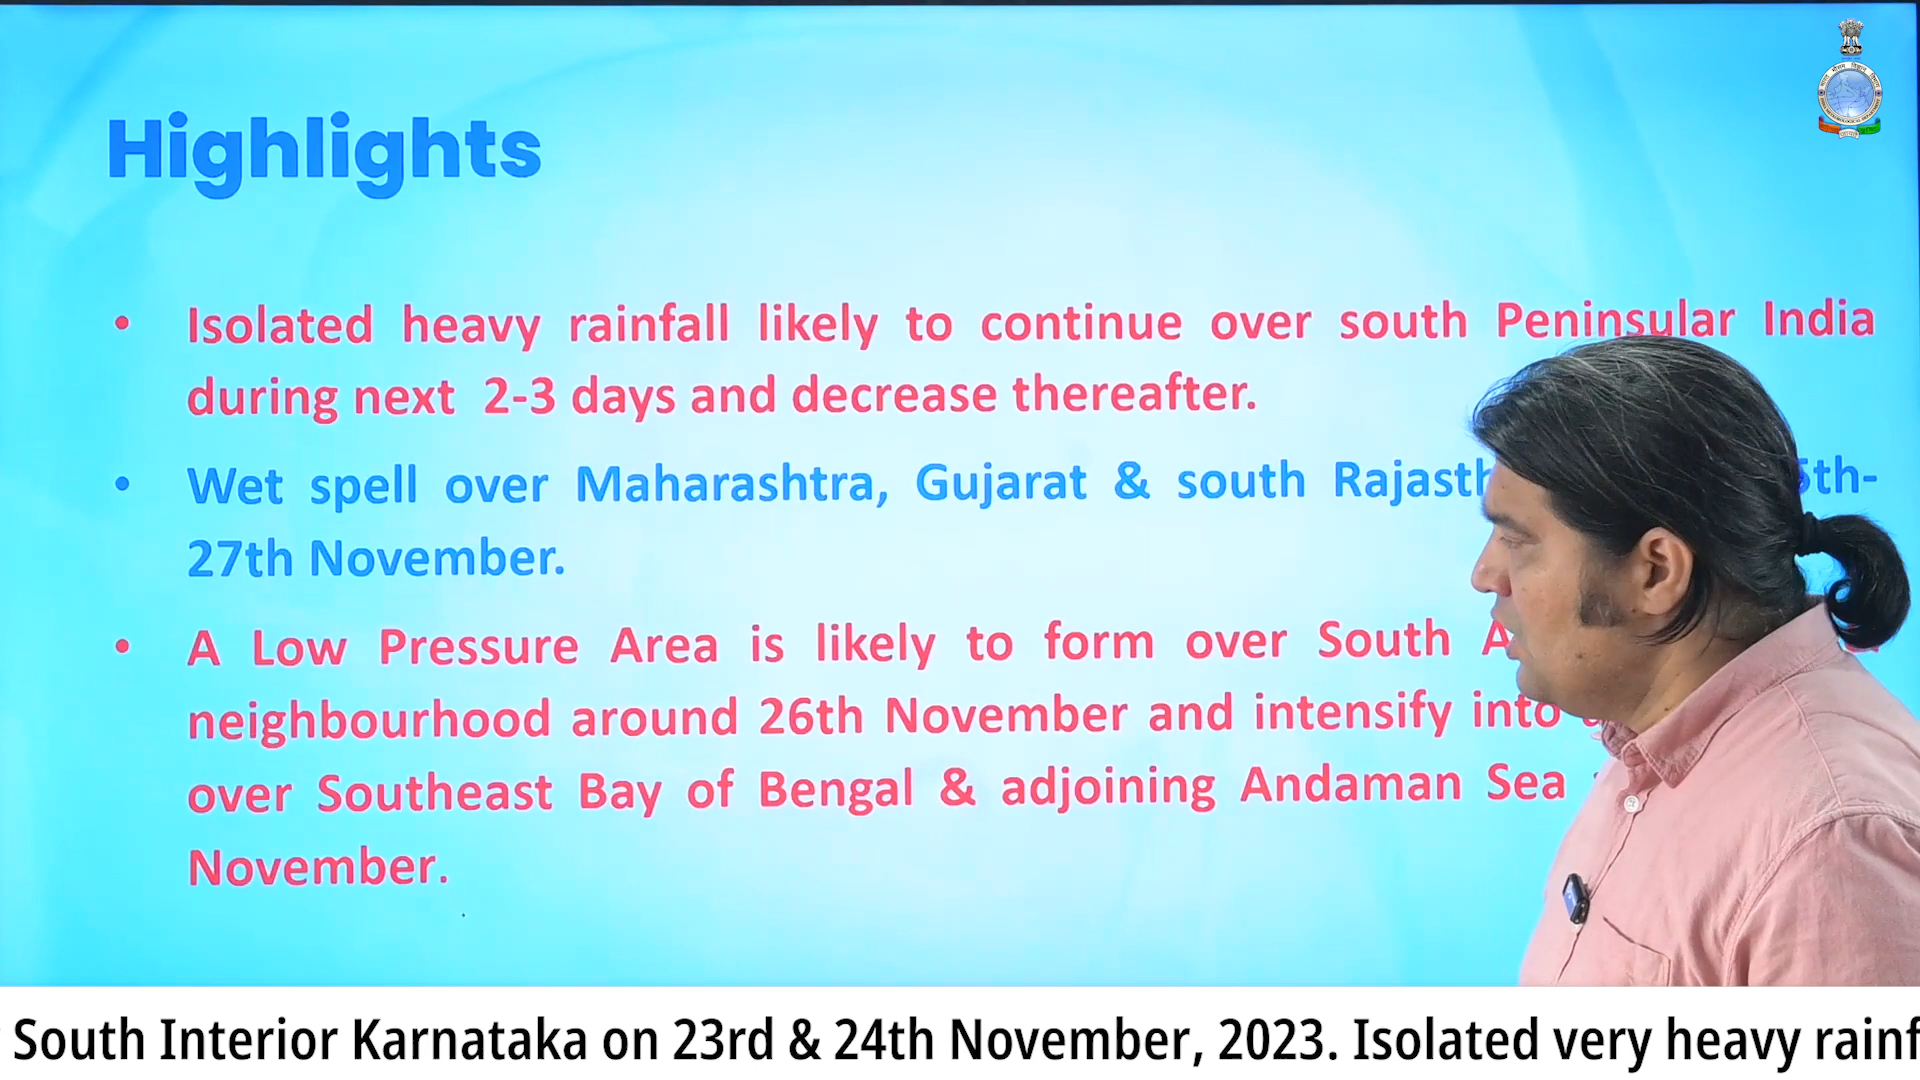 Highlights
• Isolated heavy rainfall likely to continue over south Peninsular India
during next 2-3 days and decrease thereafter.
• Wet spell over Maharashtra, Gujarat & south
27th November.
• A Low Pressure Area is likely to form over South
neighbourhood around 26th November and intensify into
over Southeast Bay of Bengal & adjoining Andaman Sea
November.
South Interior Karnataka on 23rd & 24th November, 2023. Isolated very heavy